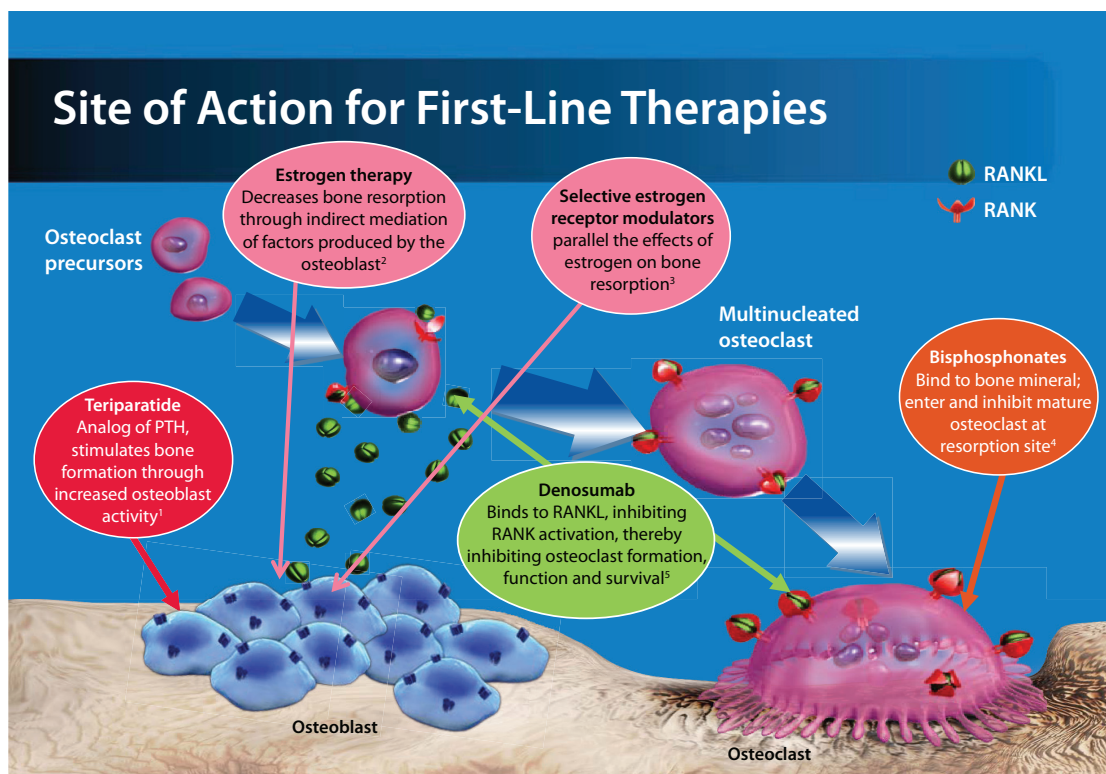 Site of Action for First-Line Therapies
RANKL
RANK
Estrogen therapy
Decreases bone resorption
through indirect mediation
of factors produced by the
osteoblast²
Selective estrogen
receptor modulators
parallel the effects of
estrogen on bone
resorption³
Osteoclast
precursors
Multinucleated
osteoclast
Bisphosphonates
Bind to bone mineral;
enter and inhibit mature
osteoclast at
resorption site⁴
Teriparatide
Analog of PTH,
stimulates bone
formation through
increased osteoblast
activity¹
Denosumab
Binds to RANKL, inhibiting
RANK activation, thereby
inhibiting osteoclast formation,
function and survival⁵
Osteoblast
Osteoclast